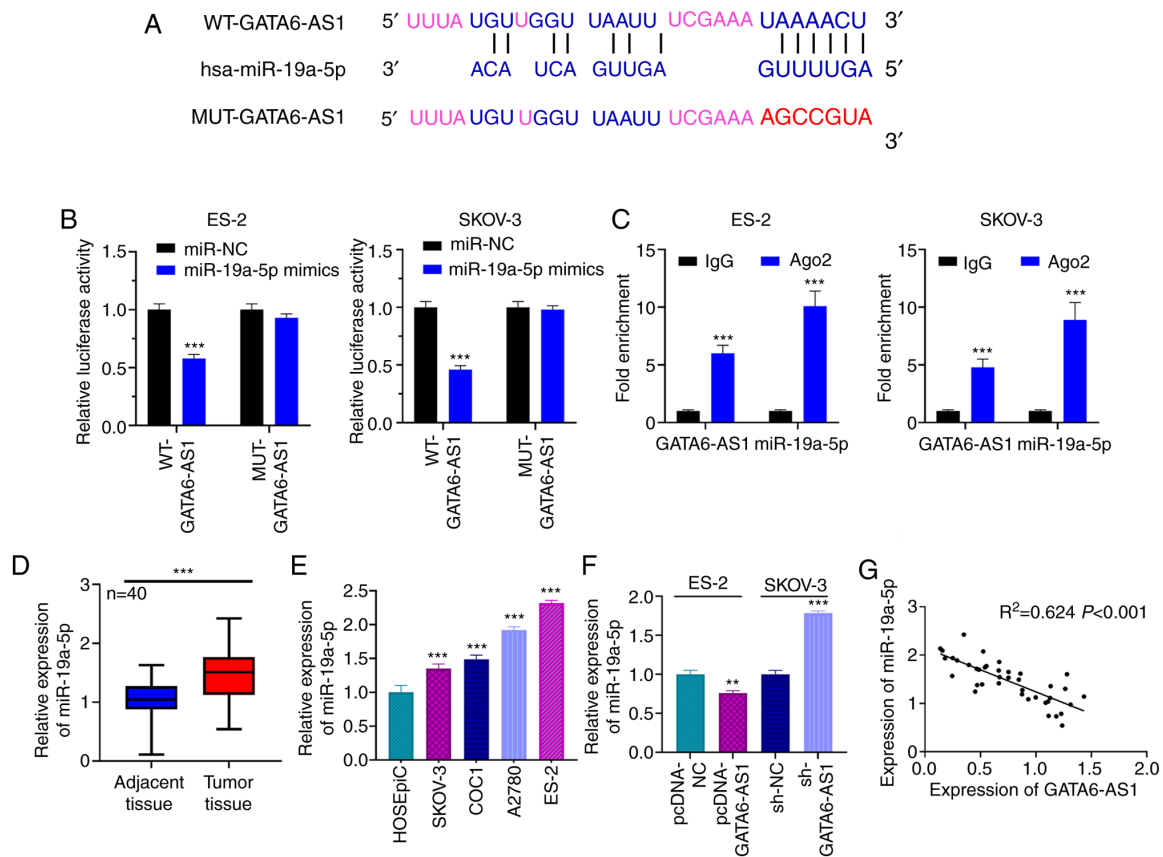 A
WT-GATA6-AS1 5′ UUUA UGU U GGU UAAUU UCGAAA UAAAACU 3′
hsa-miR-19a-5p 3′ ACA UCA GUUGA GUUUUGA 5′
MUT-GATA6-AS1 5′ UUUA UGU U GGU UAAUU UCGAAA AGCCGUA 3′
B
ES-2
miR-NC
miR-19a-5p mimics
Relative luciferase activity
1.5
1.0
0.5
0.0
***
WT-
GATA6-AS1
MUT-
GATA6-AS1
SKOV-3
miR-NC
miR-19a-5p mimics
Relative luciferase activity
1.5
1.0
0.5
0.0
***
WT-
GATA6-AS1
MUT-
GATA6-AS1
C
ES-2
IgG Ago2
Fold enrichment
15
10
5
0
***
***
GATA6-AS1 miR-19a-5p
SKOV-3
IgG Ago2
Fold enrichment
15
10
5
0
***
***
GATA6-AS1 miR-19a-5p
D
***
n=40
Relative expression
of miR-19a-5p
3
2
1
0
Adjacent
tissue
Tumor
tissue
E
Relative expression
of miR-19a-5p
2.5
2.0
1.5
1.0
0.5
0.0
***
***
***
***
HOSEpiC
SKOV-3
COC1
A2780
ES-2
F
ES-2 SKOV-3
Relative expression
of miR-19a-5p
2.0
1.5
1.0
0.5
0.0
**
***
pcDNA-
NC
pcDNA-
GATA6-AS1
sh-NC
sh-
GATA6-AS1
G
R2=0.624 P<0.001
Expression of miR-19a-5p
3
2
1
0
0.0 0.5 1.0 1.5 2.0
Expression of GATA6-AS1